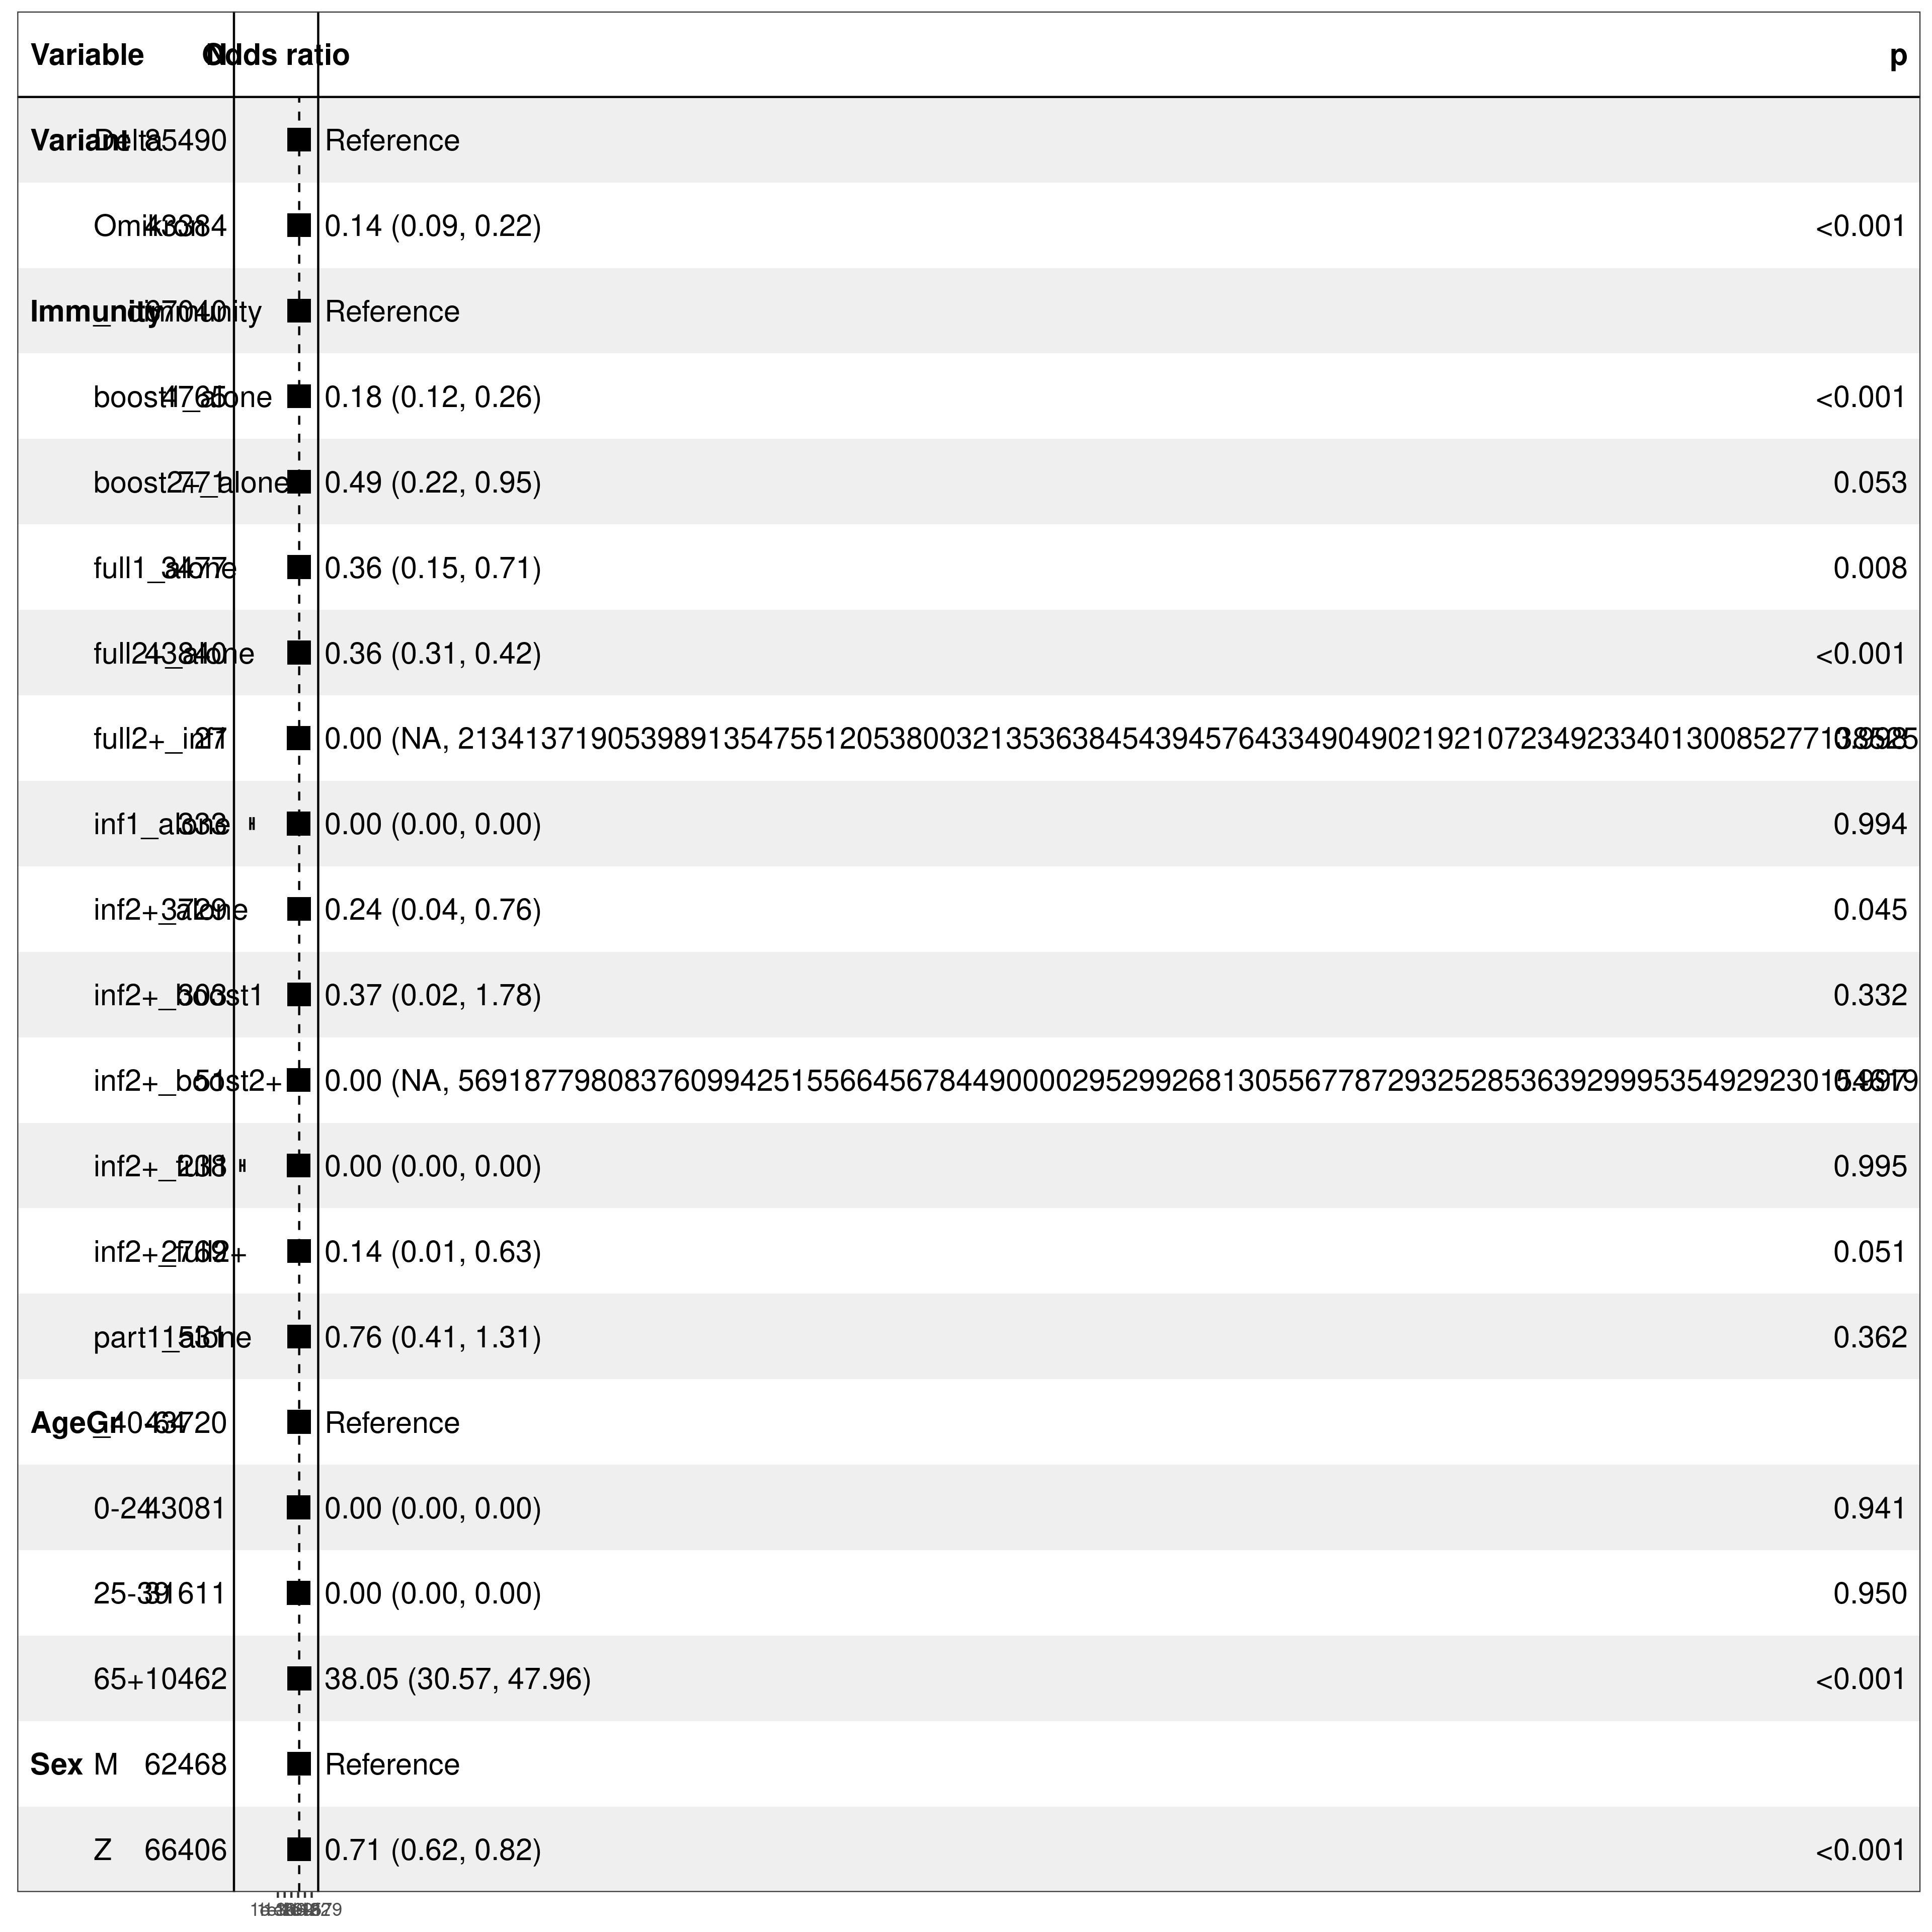 Variable N Odds ratio p
Variant Delta 85490 Reference
Omikron 43384 0.14 (0.09, 0.22) <0.001
Immunity 67040 Reference
boost1_alone 4765 0.18 (0.12, 0.26) <0.001
boost2+_alone 771 0.49 (0.22, 0.95) 0.053
full1_alone 3477 0.36 (0.15, 0.71) 0.008
full2+_alone 43840 0.36 (0.31, 0.42) <0.001
full2+_inf1 27 0.00 (NA, 0.998
inf1_alone 333 0.00 (0.00, 0.00) 0.994
inf2+_alone 3729 0.24 (0.04, 0.76) 0.045
inf2+_boost1 303 0.37 (0.02, 1.78) 0.332
inf2+_boost2+ 51 0.00 (NA, 0.997
inf2+_full1 238 0.00 (0.00, 0.00) 0.995
inf2+_full2+ 2769 0.14 (0.01, 0.63) 0.051
part1_alone 1531 0.76 (0.41, 1.31) 0.362
AgeGr _40-64 43720 Reference
0-24 43081 0.00 (0.00, 0.00) 0.941
25-39 31611 0.00 (0.00, 0.00) 0.950
65+ 10462 38.05 (30.57, 47.96) <0.001
Sex M 62468 Reference
Z 66406 0.71 (0.62, 0.82) <0.001